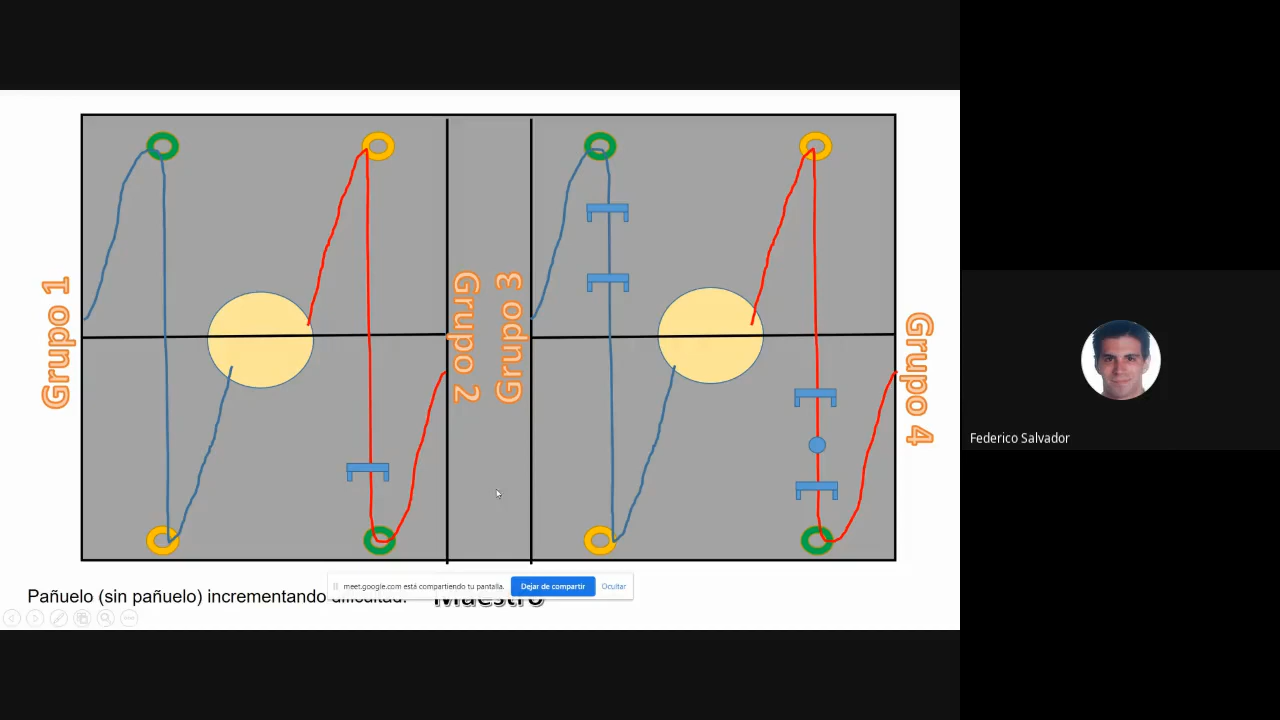 Grupo 1
Grupo 2
Grupo 3
Grupo 4
Federico Salvador
meet.google.com está compartiendo tu pantalla.
Dejar de compartir
Ocultar
Pañuelo (sin pañuelo) incrementando dificultad.
Maestro